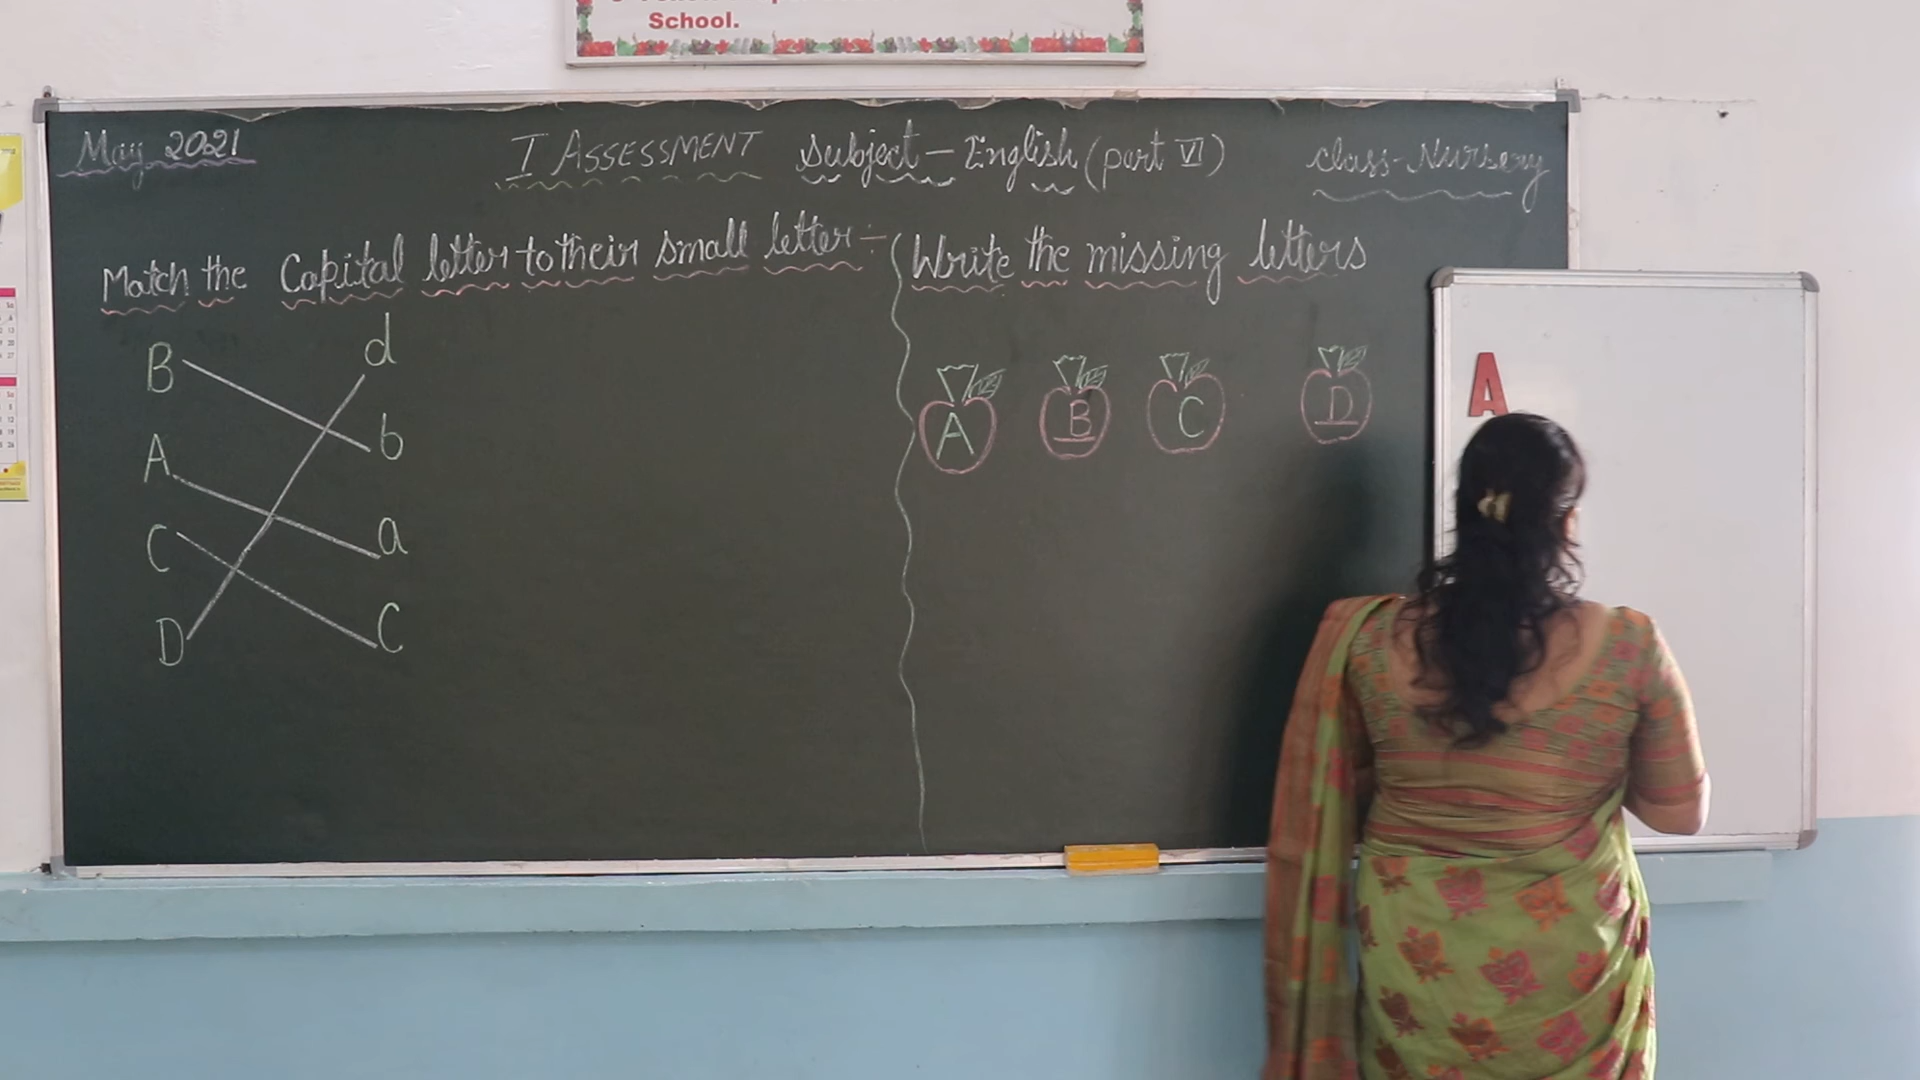 School.
May 2021
I ASSESSMENT Subject - English (part VI)
Class - Nursery
Match the Capital letter to their small letter :-
B d
A b
C a
D C
Write the missing letters
A B C D
A